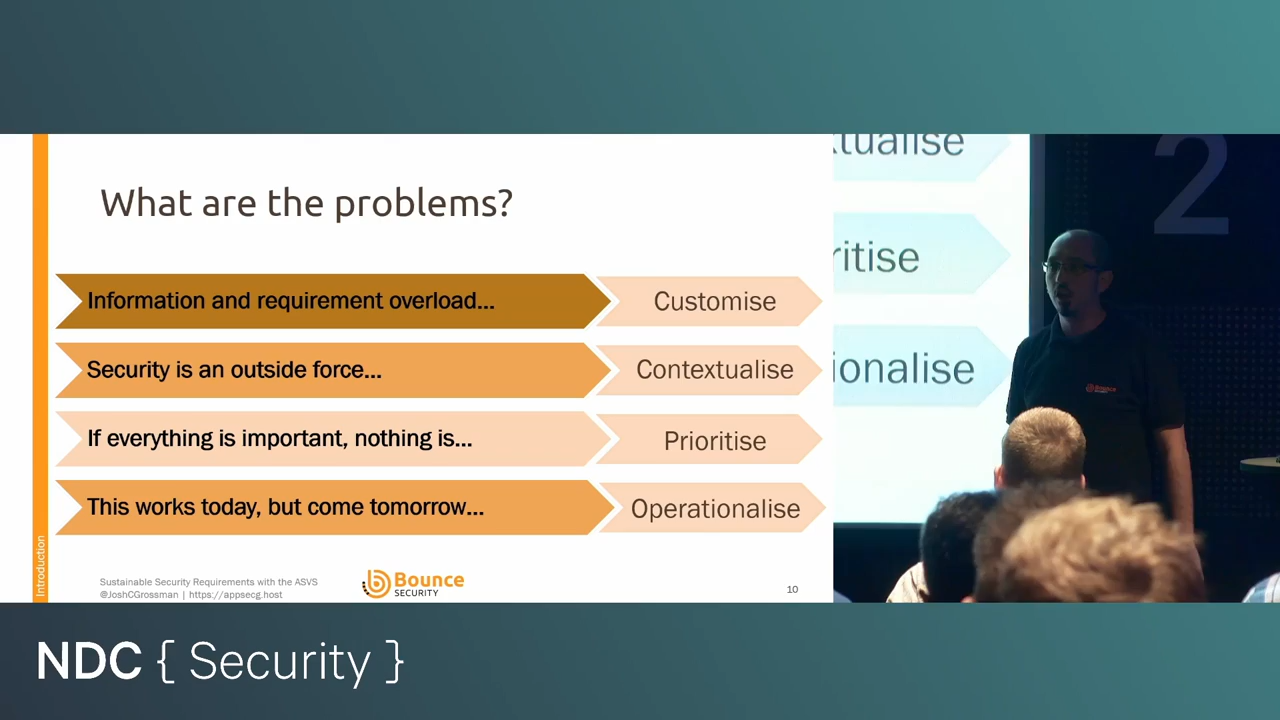 What are the problems?
Information and requirement overload...
Customise
Security is an outside force...
Contextualise
If everything is important, nothing is...
Prioritise
This works today, but come tomorrow...
Operationalise
Introduction
Sustainable Security Requirements with the ASVS
@JoshCGrossman | https://appsecg.host
Bounce
SECURITY
10
tualise
ritise
ionalise
2
Bounce
NDC { Security }